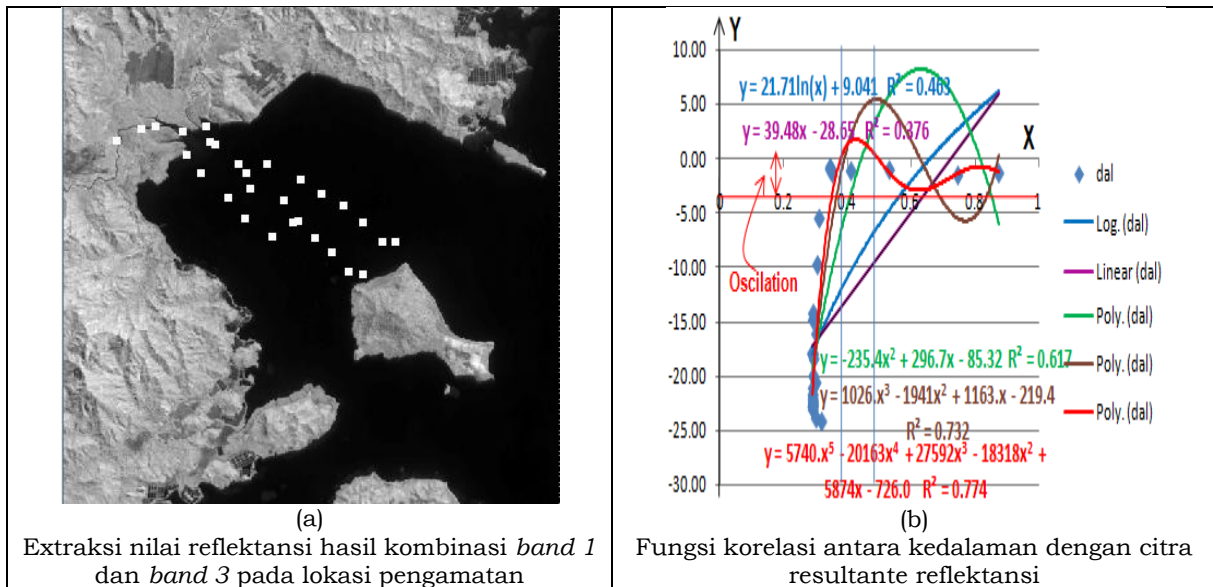 (a)
Extraksi nilai reflektansi hasil kombinasi band 1
dan band 3 pada lokasi pengamatan
Y
10.00
5.00
0.00
-5.00
-10.00
-15.00
-20.00
-25.00
-30.00
y = 21.71ln(x) + 9.041 R² = 0.463
y = 39.48x - 28.65 R² = 0.376
X
0 0.2 0.4 0.6 0.8 1
Oscilation
y = -235.4x² + 296.7x - 85.32 R² = 0.617
y = 1026.x³ - 1941x² + 1163.x - 219.4
R² = 0.732
y = 5740.x⁵ - 20163x⁴ + 27592x³ - 18318x² +
5874x - 726.0 R² = 0.774
dal
Log. (dal)
Linear (dal)
Poly. (dal)
Poly. (dal)
Poly. (dal)
(b)
Fungsi korelasi antara kedalaman dengan citra
resultante reflektansi